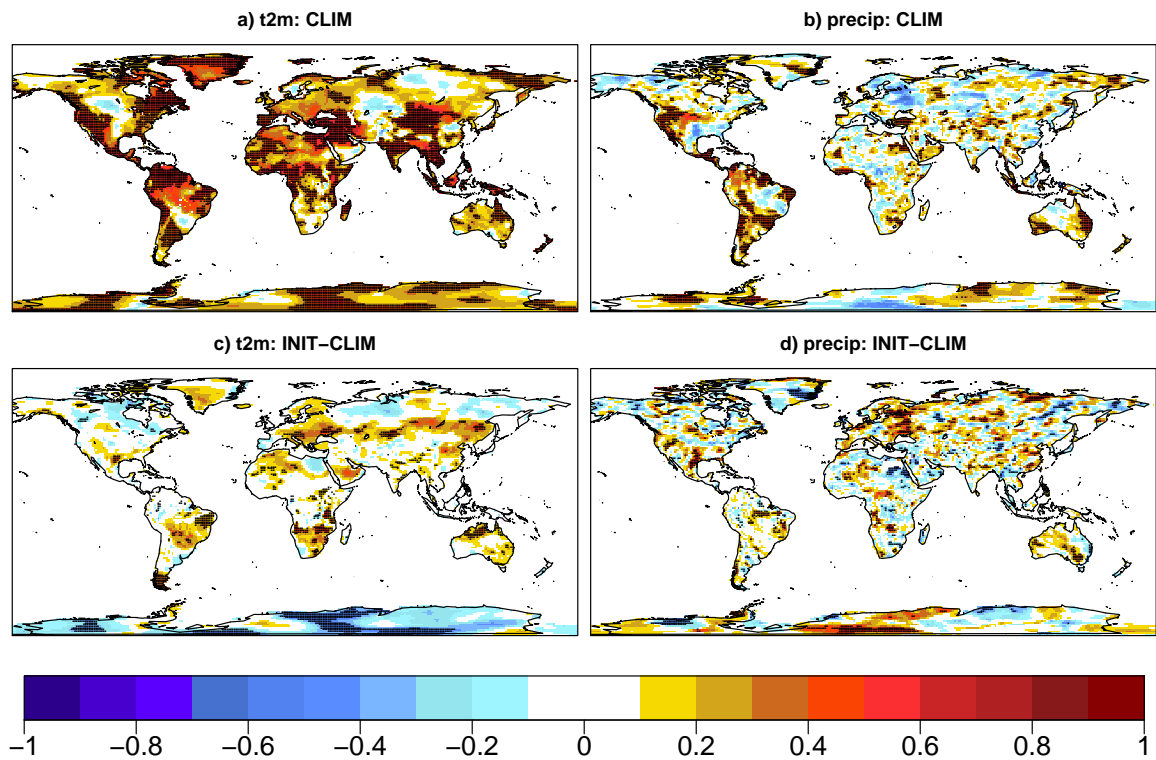 a) t2m: CLIM
b) precip: CLIM
c) t2m: INIT−CLIM
d) precip: INIT−CLIM
−1 −0.8 −0.6 −0.4 −0.2 0 0.2 0.4 0.6 0.8 1